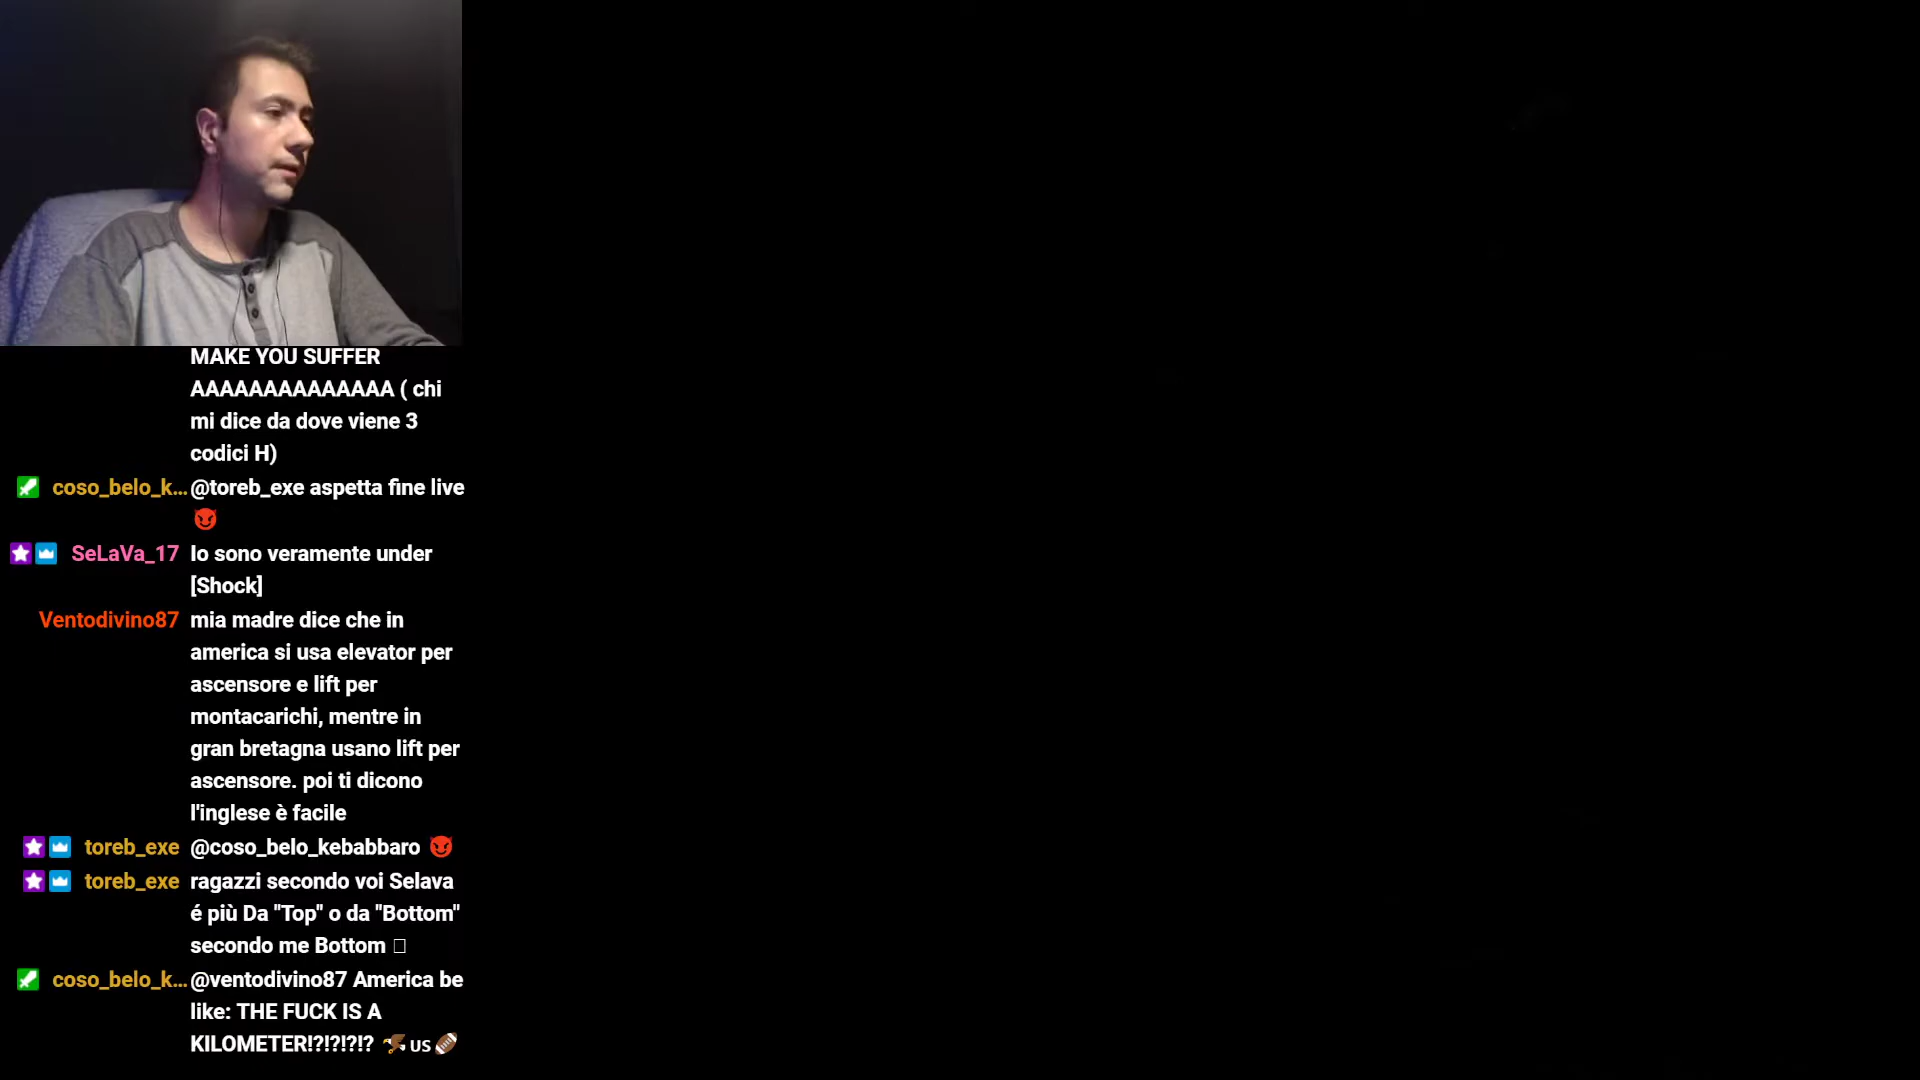 MAKE YOU SUFFER
AAAAAAAAAAAAAA ( chi
mi dice da dove viene 3
codici H)
coso_belo_k... @toreb_exe aspetta fine live
😈
SeLaVa_17 Io sono veramente under
[Shock]
Ventodivino87 mia madre dice che in
america si usa elevator per
ascensore e lift per
montacarichi, mentre in
gran bretagna usano lift per
ascensore. poi ti dicono
l'inglese è facile
toreb_exe @coso_belo_kebabbaro 😈
toreb_exe ragazzi secondo voi Selava
é più Da "Top" o da "Bottom"
secondo me Bottom
coso_belo_k... @ventodivino87 America be
like: THE FUCK IS A
KILOMETER!?!?!?!? 🦅 US 🏈